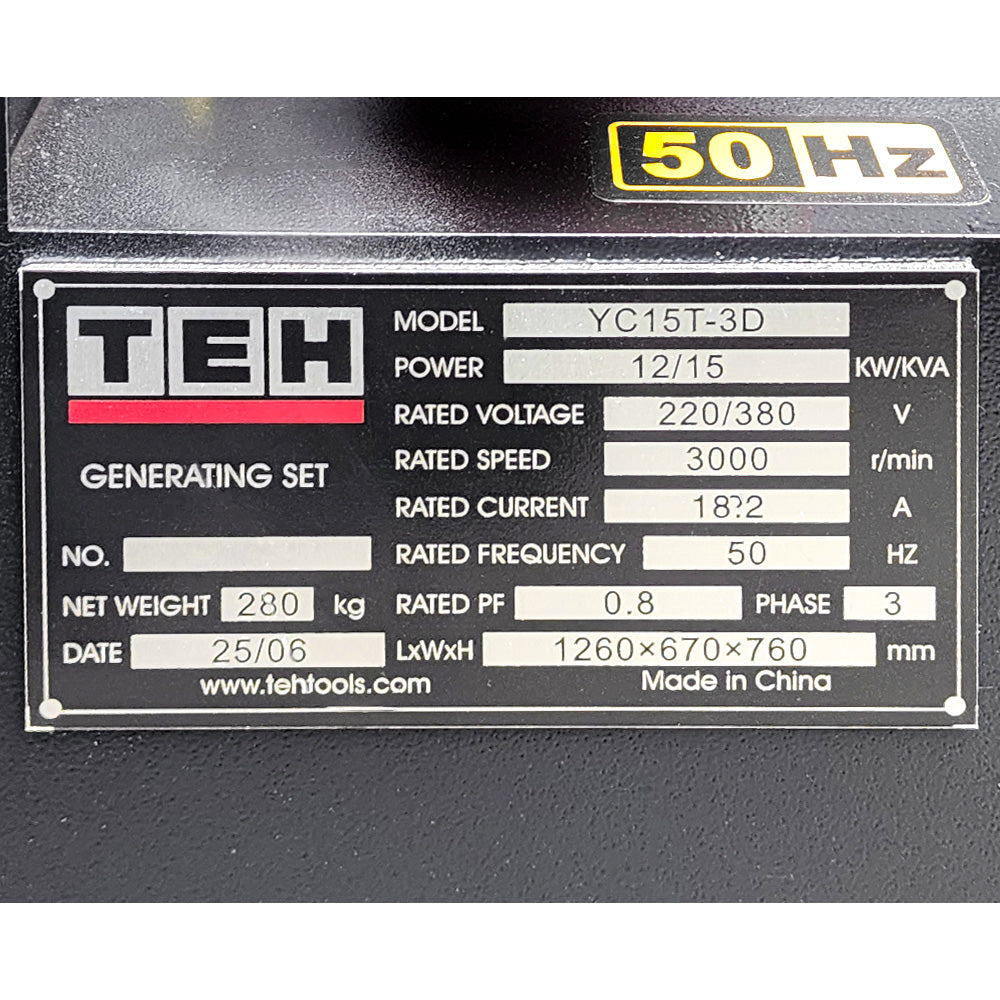 50 Hz
TEH
GENERATING SET
MODEL YC15T-3D
POWER 12/15 KW/KVA
RATED VOLTAGE 220/380 V
RATED SPEED 3000 r/min
RATED CURRENT 18?2 A
NO. RATED FREQUENCY 50 HZ
NET WEIGHT 280 kg RATED PF 0.8 PHASE 3
DATE 25/06 LxWxH 1260×670×760 mm
www.tehtools.com Made in China